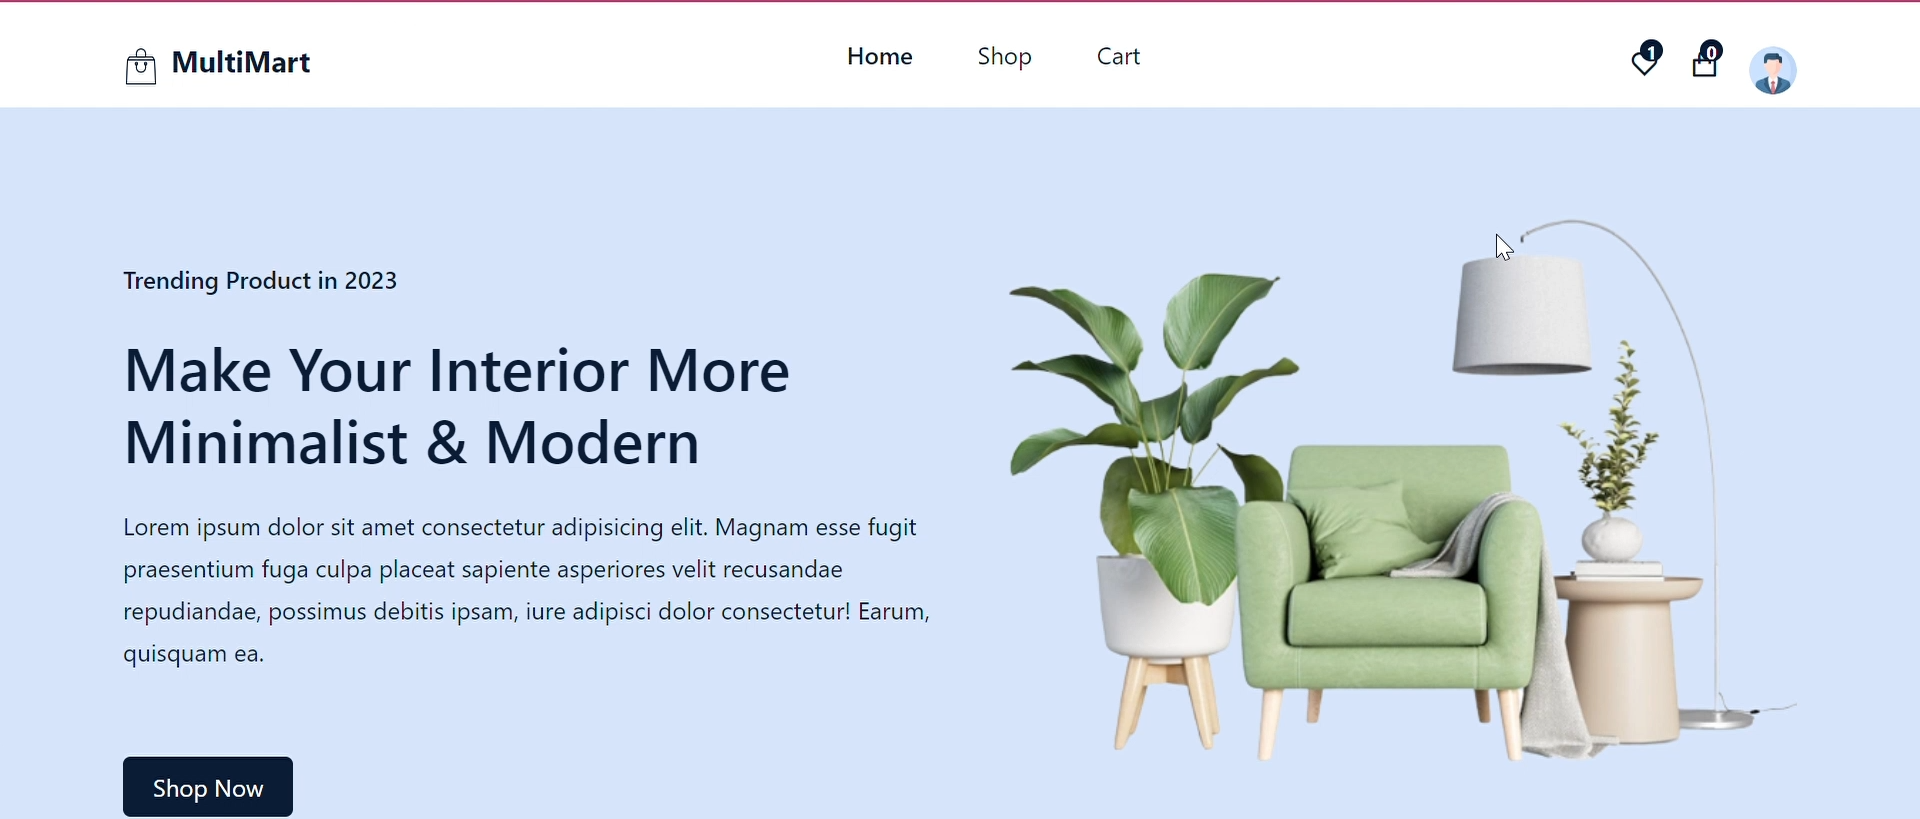 MultiMart
Home
Shop
Cart
1
0
Trending Product in 2023
Make Your Interior More
Minimalist & Modern
Lorem ipsum dolor sit amet consectetur adipisicing elit. Magnam esse fugit
praesentium fuga culpa placeat sapiente asperiores velit recusandae
repudiandae, possimus debitis ipsam, iure adipisci dolor consectetur! Earum,
quisquam ea.
Shop Now